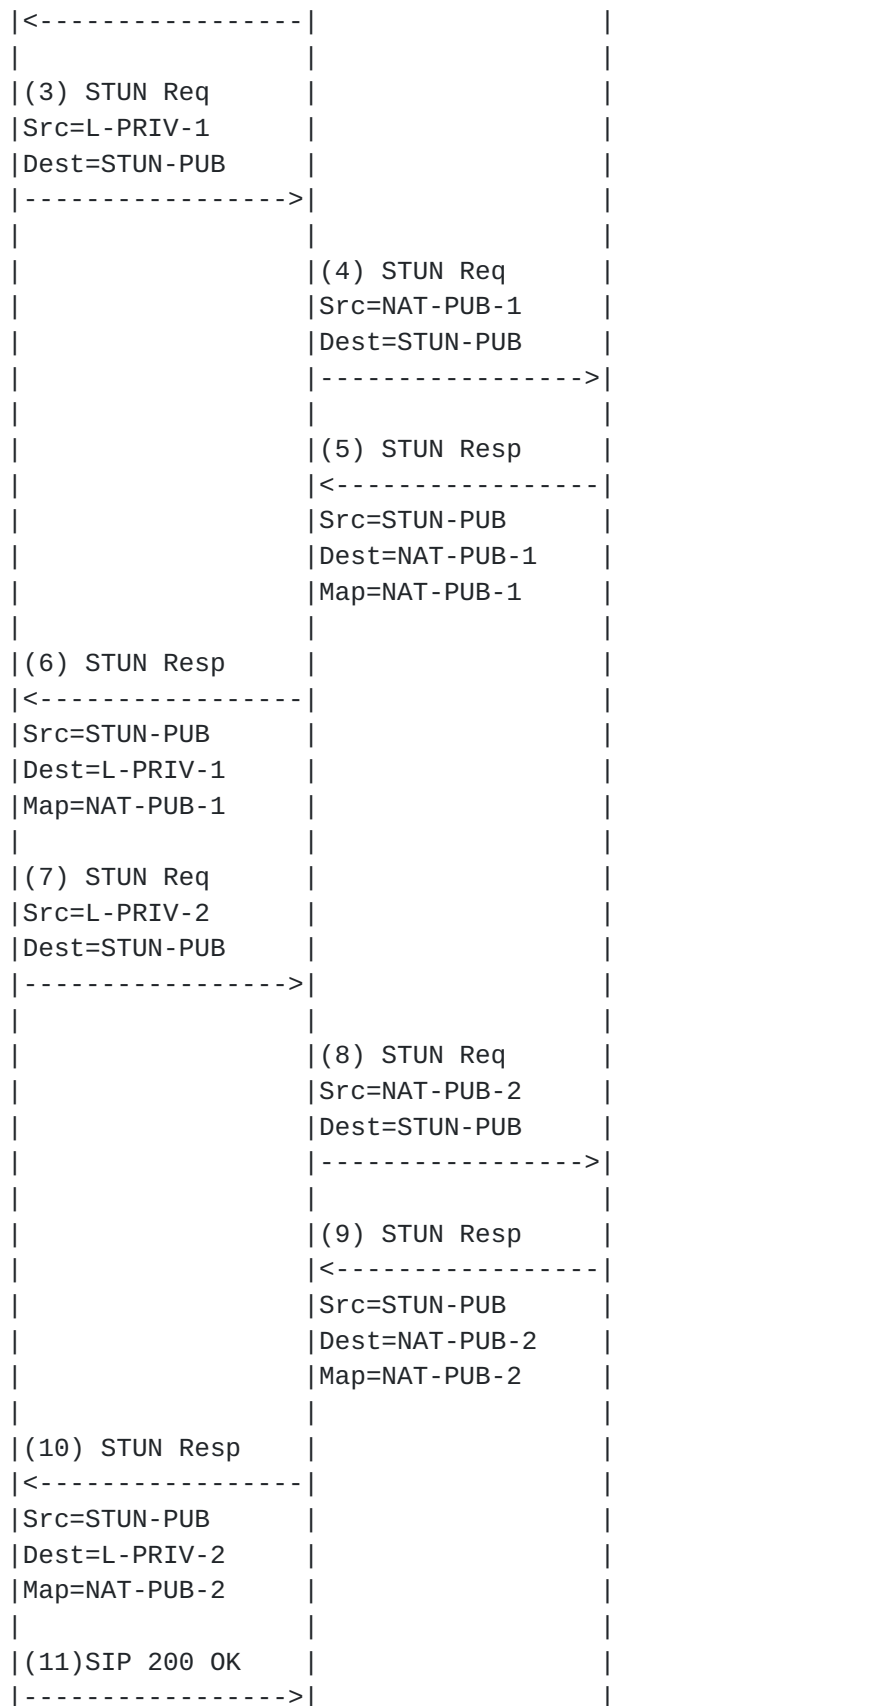 |<-----------------|                  |
|                  |                  |
|(3) STUN Req      |                  |
|Src=L-PRIV-1      |                  |
|Dest=STUN-PUB     |                  |
|----------------->|                  |
|                  |                  |
|                  |(4) STUN Req      |
|                  |Src=NAT-PUB-1     |
|                  |Dest=STUN-PUB     |
|                  |----------------->|
|                  |                  |
|                  |(5) STUN Resp     |
|                  |<-----------------|
|                  |Src=STUN-PUB      |
|                  |Dest=NAT-PUB-1    |
|                  |Map=NAT-PUB-1     |
|                  |                  |
|(6) STUN Resp     |                  |
|<-----------------|                  |
|Src=STUN-PUB      |                  |
|Dest=L-PRIV-1     |                  |
|Map=NAT-PUB-1     |                  |
|                  |                  |
|(7) STUN Req      |                  |
|Src=L-PRIV-2      |                  |
|Dest=STUN-PUB     |                  |
|----------------->|                  |
|                  |                  |
|                  |(8) STUN Req      |
|                  |Src=NAT-PUB-2     |
|                  |Dest=STUN-PUB     |
|                  |----------------->|
|                  |                  |
|                  |(9) STUN Resp     |
|                  |<-----------------|
|                  |Src=STUN-PUB      |
|                  |Dest=NAT-PUB-2    |
|                  |Map=NAT-PUB-2     |
|                  |                  |
|(10) STUN Resp    |                  |
|<-----------------|                  |
|Src=STUN-PUB      |                  |
|Dest=L-PRIV-2     |                  |
|Map=NAT-PUB-2     |                  |
|                  |                  |
|(11)SIP 200 OK    |                  |
|----------------->|                  |